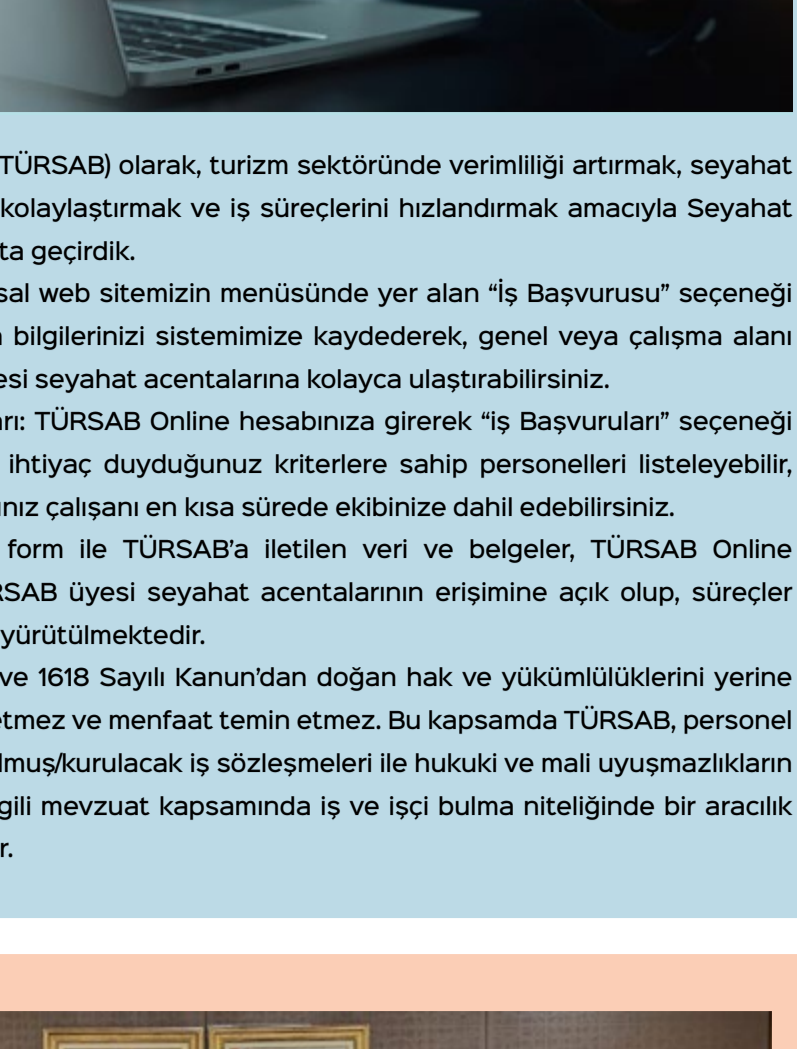 TÜRSAB) olarak, turizm sektöründe verimliliği artırmak, seyahat
kolaylaştırmak ve iş süreçlerini hızlandırmak amacıyla Seyahat
ta geçirdik.
sal web sitemizin menüsünde yer alan “İş Başvurusu” seçeneği
bilgilerinizi sistemimize kaydederek, genel veya çalışma alanı
esi seyahat acentalarına kolayca ulaştırabilirsiniz.
arı: TÜRSAB Online hesabınıza girerek “iş Başvuruları” seçeneği
ihtiyaç duyduğunuz kriterlere sahip personelleri listeleyebilir,
ınız çalışanı en kısa sürede ekibinize dahil edebilirsiniz.
form ile TÜRSAB’a iletilen veri ve belgeler, TÜRSAB Online
RSAB üyesi seyahat acentalarının erişimine açık olup, süreçler
yürütülmektedir.
ve 1618 Sayılı Kanun’dan doğan hak ve yükümlülüklerini yerine
etmez ve menfaat temin etmez. Bu kapsamda TÜRSAB, personel
lmuş/kurulacak iş sözleşmeleri ile hukuki ve mali uyuşmazlıkların
gili mevzuat kapsamında iş ve işçi bulma niteliğinde bir aracılık
r.